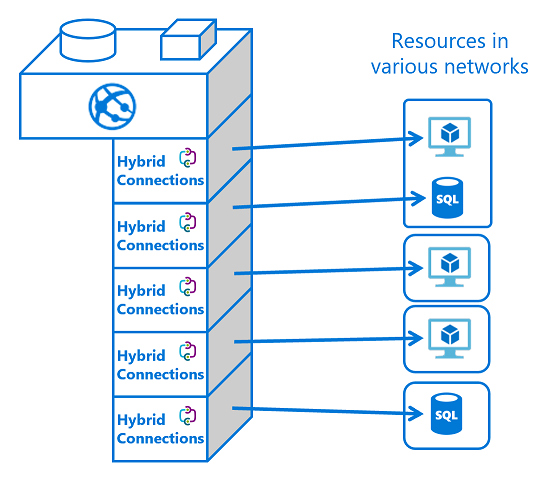 Resources in
various networks
Hybrid
Connections
SQL
Hybrid
Connections
Hybrid
Connections
Hybrid
Connections
Hybrid
Connections
SQL